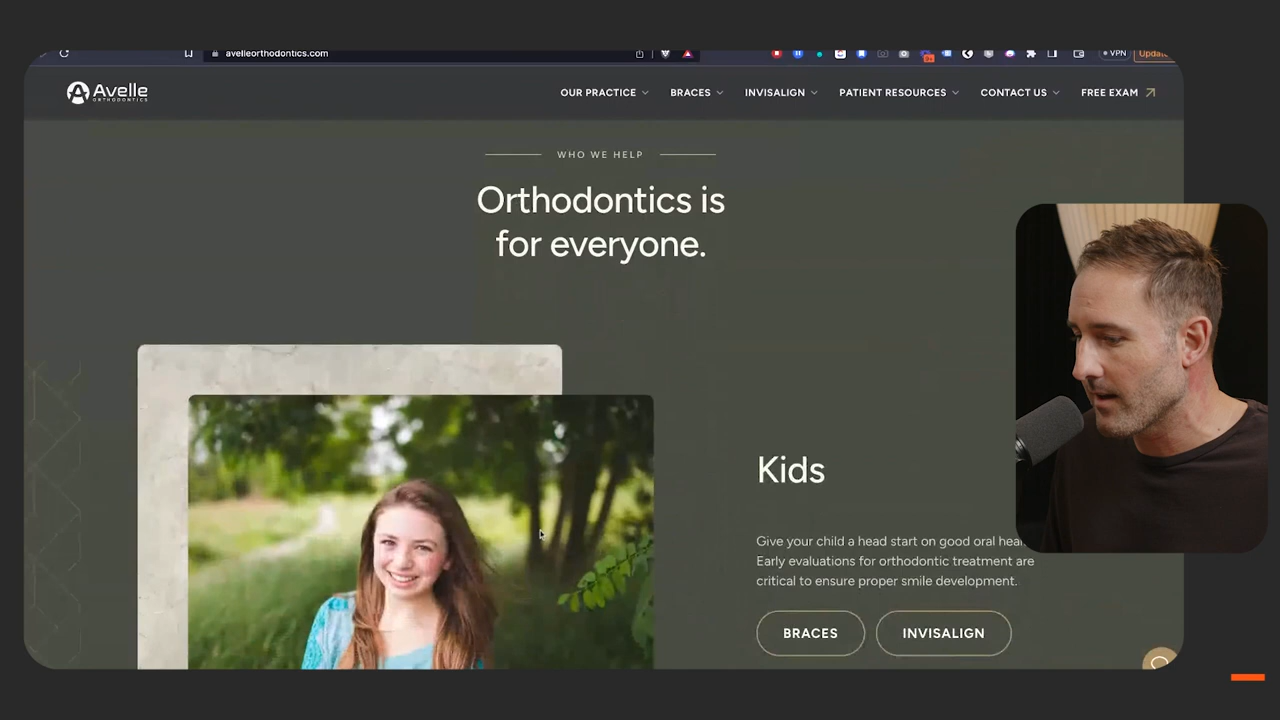 avelleorthodontics.com
VPN
Avelle
ORTHODONTICS
OUR PRACTICE
BRACES
INVISALIGN
PATIENT RESOURCES
CONTACT US
FREE EXAM
WHO WE HELP
Orthodontics is
for everyone.
Kids
Give your child a head start on good oral
Early evaluations for orthodontic treatment are
critical to ensure proper smile development.
BRACES
INVISALIGN